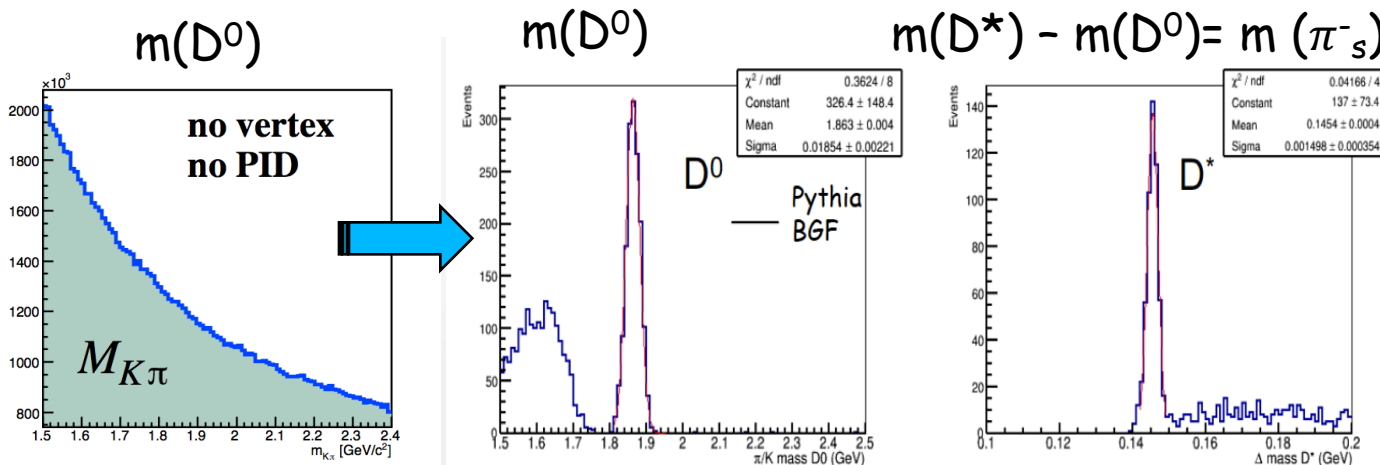 m(D⁰)
×10³
2000
1800
1600
1400
1200
1000
800
no vertex
no PID
M_{Kπ}
1.5 1.6 1.7 1.8 1.9 2 2.1 2.2 2.3 2.4
m_{Kπ} [GeV/c²]
m(D⁰)
Events
300
250
200
150
100
50
0
χ² / ndf 0.3624 / 8
Constant 326.4 ± 148.4
Mean 1.863 ± 0.004
Sigma 0.01854 ± 0.00221
D⁰
Pythia
BGF
1.5 1.6 1.7 1.8 1.9 2 2.1 2.2 2.3 2.4 2.5
π/K mass D0 (GeV)
m(D*) - m(D⁰)= m (π⁻ₛ)
Events
140
120
100
80
60
40
20
0
χ² / ndf 0.04166 / 4
Constant 137 ± 73.4
Mean 0.1454 ± 0.0004
Sigma 0.001498 ± 0.000354
D*
0.1 0.12 0.14 0.16 0.18 0.2
Δ mass D* (GeV)